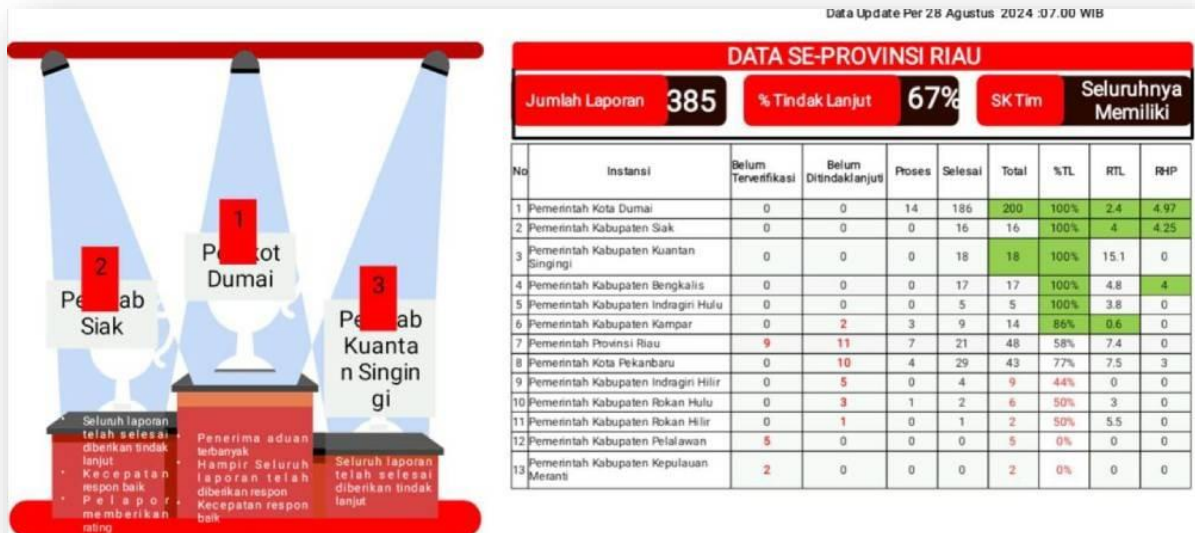 Data Update Per 28 Agustus 2024 :07.00 WIB
DATA SE-PROVINSI RIAU
Jumlah Laporan 385 % Tindak Lanjut 67% SK Tim Seluruhnya
Memiliki
No Instansi Belum Terverifikasi Belum Ditindaklanjuti Proses Selesai Total %TL RTL RHP
1 Pemerintah Kota Dumai 0 0 14 186 200 100% 2.4 4.97
2 Pemerintah Kabupaten Siak 0 0 0 16 16 100% 4 4.25
3 Pemerintah Kabupaten Kuantan Singingi 0 0 0 18 18 100% 15.1 0
4 Pemerintah Kabupaten Bengkalis 0 0 0 17 17 100% 4.8 4
5 Pemerintah Kabupaten Indragiri Hulu 0 0 0 5 5 100% 3.8 0
6 Pemerintah Kabupaten Kampar 0 2 3 9 14 86% 0.6 0
7 Pemerintah Provinsi Riau 9 11 7 21 48 58% 7.4 0
8 Pemerintah Kota Pekanbaru 0 10 4 29 43 77% 7.5 3
9 Pemerintah Kabupaten Indragiri Hilir 0 5 0 4 9 44% 0 0
10 Pemerintah Kabupaten Rokan Hulu 0 3 1 2 6 50% 3 0
11 Pemerintah Kabupaten Rokan Hilir 0 1 0 1 2 50% 5.5 0
12 Pemerintah Kabupaten Pelalawan 5 0 0 0 5 0% 0 0
13 Pemerintah Kabupaten Kepulauan Meranti 2 0 0 0 2 0% 0 0
2
Siak
Seluruh laporan
telah selesai
diberikan tindak
lanjut
Kecepatan
respon baik
Pelapor
memberikan
rating
1
Dumai
Penerima aduan
terbanyak
Hampir Seluruh
laporan telah
diberikan respon
Kecepatan respon
baik
3
Kuanta
n Singin
gi
Seluruh laporan
telah selesai
diberikan tindak
lanjut